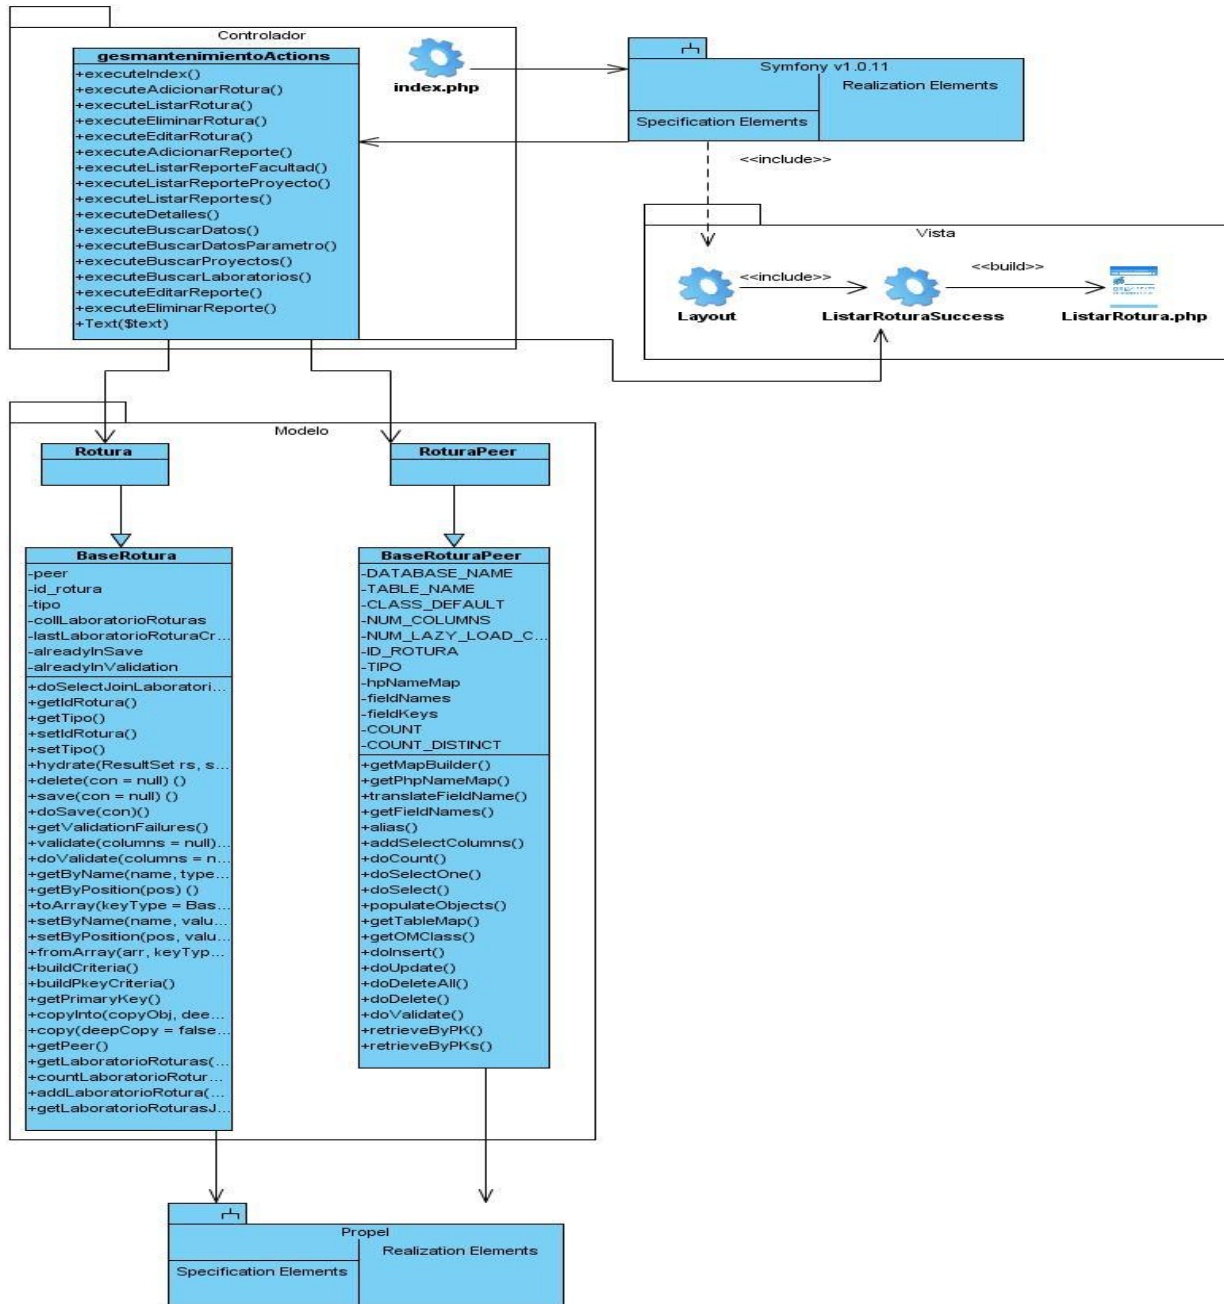 Controlador
gesmantenimientoActions
+executeIndex()
+executeAdicionarRotura()
+executeListarRotura()
+executeEliminarRotura()
+executeEditarRotura()
+executeAdicionarReporte()
+executeListarReporteFacultad()
+executeListarReporteProyecto()
+executeListarReportes()
+executeDetalles()
+executeBuscarDatos()
+executeBuscarDatosParametro()
+executeBuscarProyectos()
+executeBuscarLaboratorios()
+executeEditarReporte()
+executeEliminarReporte()
+Text($text)
index.php
Symfony v1.0.11
Realization Elements
Specification Elements
<<include>>
Vista
<<include>>
<<build>>
Layout
ListarRoturaSuccess
ListarRotura.php
Modelo
Rotura
RoturaPeer
BaseRotura
-peer
-id_rotura
-tipo
-collLaboratorioRoturas
-lastLaboratorioRoturaCr...
-alreadyInSave
-alreadyInValidation
+doSelectJoinLaboratori...
+getIdRotura()
+getTipo()
+setIdRotura()
+setTipo()
+hydrate(ResultSet rs, s...
+delete(con = null) ()
+save(con = null) ()
+doSave(con)()
+getValidationFailures()
+validate(columns = null)...
+doValidate(columns = n...
+getByName(name, type...
+getByPosition(pos) ()
+toArray(keyType = Bas...
+setByName(name, valu...
+setByPosition(pos, valu...
+fromArray(arr, keyTyp...
+buildCriteria()
+buildPkeyCriteria()
+getPrimaryKey()
+copyInto(copyObj, dee...
+copy(deepCopy = false...
+getPeer()
+getLaboratorioRoturas(...
+countLaboratorioRotur...
+addLaboratorioRotura(...
+getLaboratorioRoturasJ...
BaseRoturaPeer
-DATABASE_NAME
-TABLE_NAME
-CLASS_DEFAULT
-NUM_COLUMNS
-NUM_LAZY_LOAD_C...
-ID_ROTURA
-TIPO
-hpNameMap
-fieldNames
-fieldKeys
-COUNT
-COUNT_DISTINCT
+getMapBuilder()
+getPhpNameMap()
+translateFieldName()
+getFieldNames()
+alias()
+addSelectColumns()
+doCount()
+doSelectOne()
+doSelect()
+populateObjects()
+getTableMap()
+getOMClass()
+doInsert()
+doUpdate()
+doDeleteAll()
+doDelete()
+doValidate()
+retrieveByPK()
+retrieveByPKs()
Propel
Realization Elements
Specification Elements